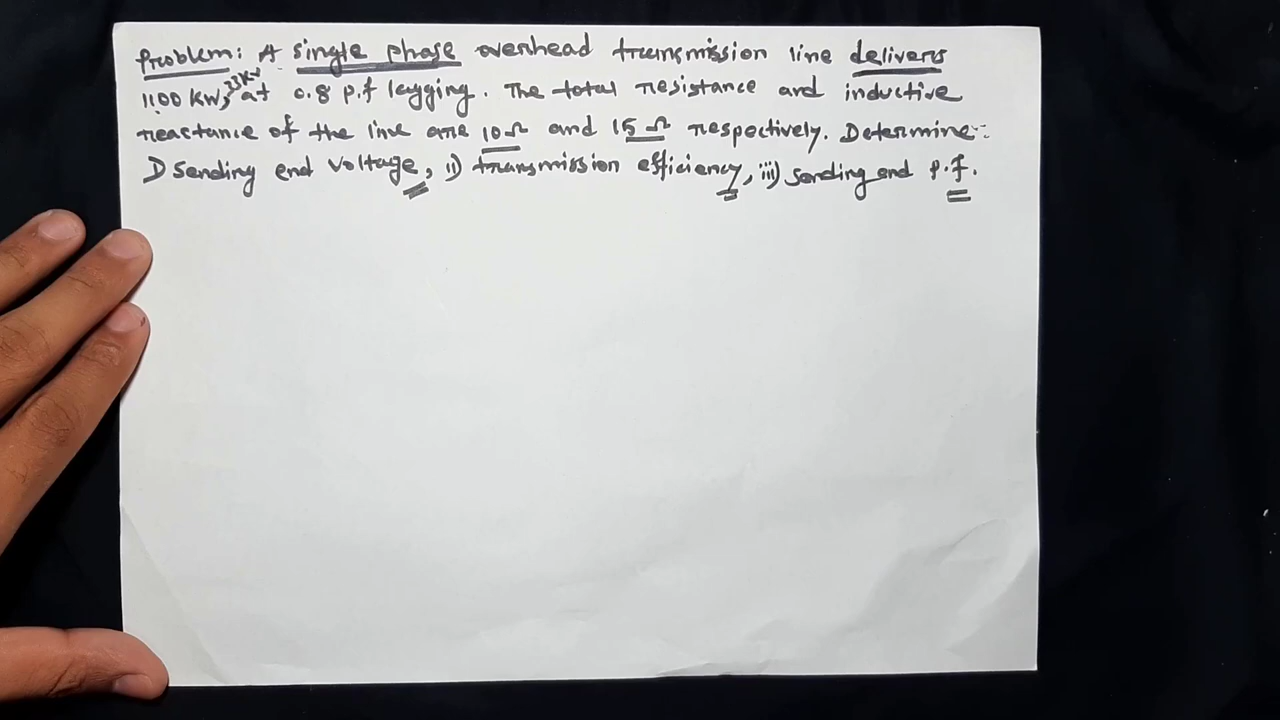 Problem: A single phase overhead transmission line delivers
1100 KW, 33KV at 0.8 p.f lagging. The total resistance and inductive
reactance of the line are 10Ω and 15Ω respectively. Determine:
i) Sending end voltage, ii) transmission efficiency, iii) sending end p.f.